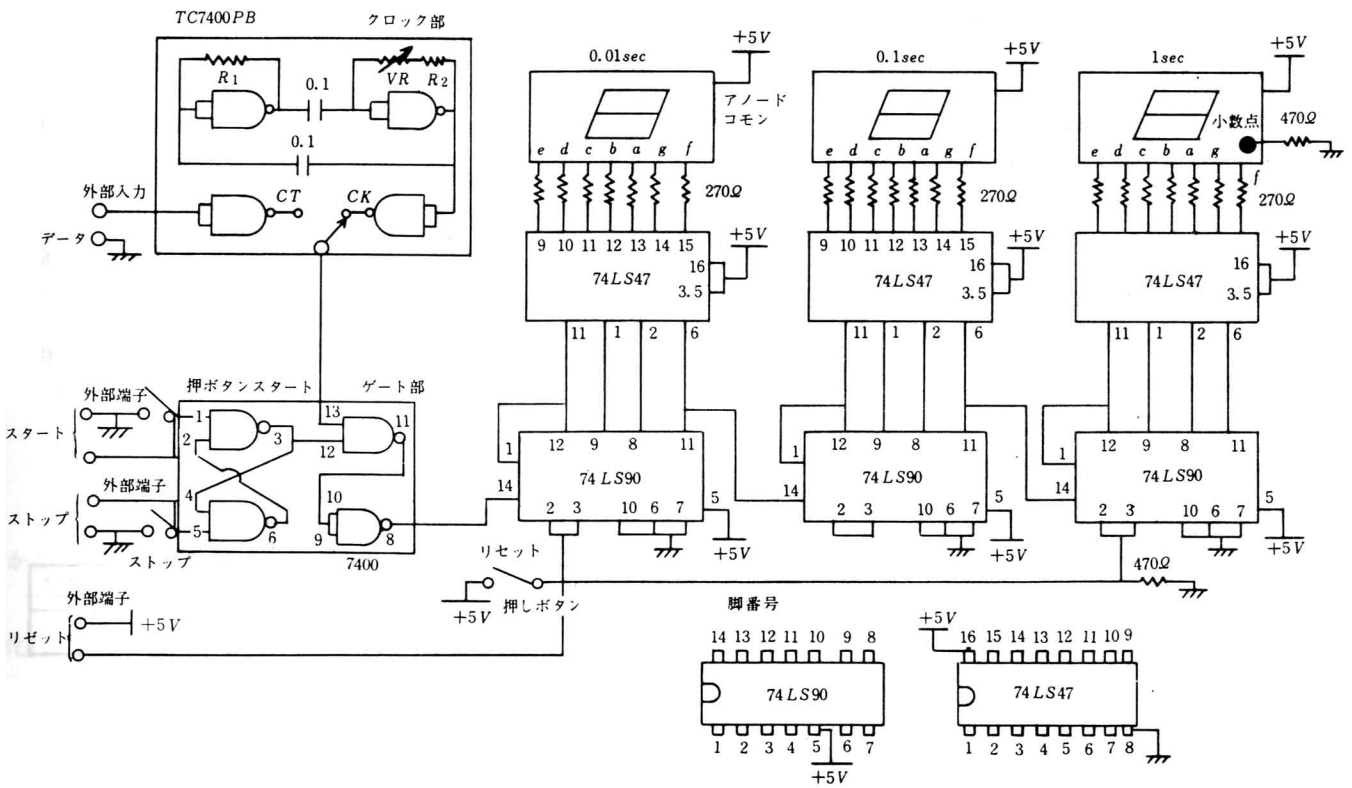 TC7400PB
クロック部
R1
VR
R2
0.1
0.1
外部入力
CT
CK
データ
0.01sec
+5V
アノード
コモン
e d c b a g f
270Ω
9 10 11 12 13 14 15
74LS47
16
3.5
+5V
11 1 2 6
0.1sec
+5V
e d c b a g f
270Ω
9 10 11 12 13 14 15
74LS47
16
3.5
+5V
11 1 2 6
1sec
+5V
小数点
470Ω
e d c b a g
f
270Ω
74LS47
16
3.5
+5V
11 1 2 6
押ボタンスタート
ゲート部
外部端子
スタート
1
2
3
13
12
11
外部端子
ストップ
4
5
6
10
9
8
ストップ
7400
12 9 8 11
1
74LS90
14
2 3 10 6 7
5
+5V
12 9 8 11
1
74LS90
14
2 3 10 6 7
5
+5V
12 9 8 11
1
74LS90
14
2 3 10 6 7
5
+5V
リセット
+5V
押しボタン
470Ω
外部端子
+5V
リゼット
脚番号
14 13 12 11 10 9 8
74LS90
1 2 3 4 5 6 7
+5V
+5V
16 15 14 13 12 11 10 9
74LS47
1 2 3 4 5 6 7 8